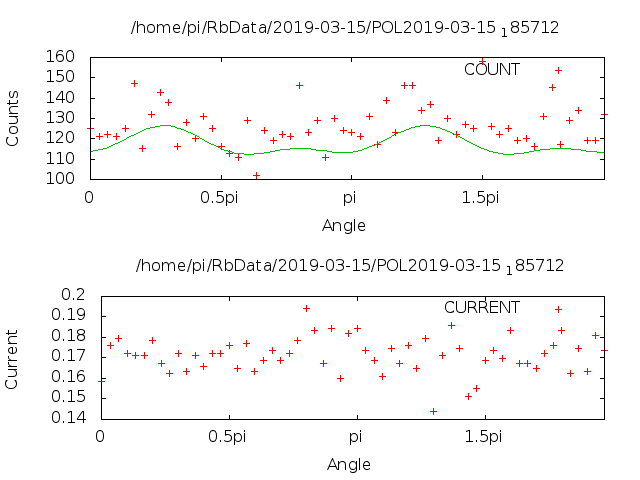 /home/pi/RbData/2019-03-15/POL2019-03-15 185712
160
150
140
130
120
110
100
Counts
COUNT
0 0.5pi pi 1.5pi
Angle
/home/pi/RbData/2019-03-15/POL2019-03-15 185712
0.2
0.19
0.18
0.17
0.16
0.15
0.14
Current
CURRENT
0 0.5pi pi 1.5pi
Angle